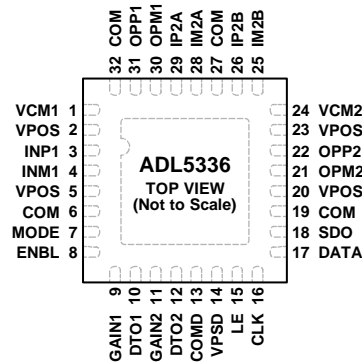 32 COM
31 OPP1
30 OPM1
29 IP2A
28 IM2A
27 COM
26 IP2B
25 IM2B
VCM1 1
VPOS 2
INP1 3
INM1 4
VPOS 5
COM 6
MODE 7
ENBL 8
ADL5336
TOP VIEW
(Not to Scale)
24 VCM2
23 VPOS
22 OPP2
21 OPM2
20 VPOS
19 COM
18 SDO
17 DATA
GAIN1 9
DTO1 10
GAIN2 11
DTO2 12
COMD 13
VPSD 14
LE 15
CLK 16